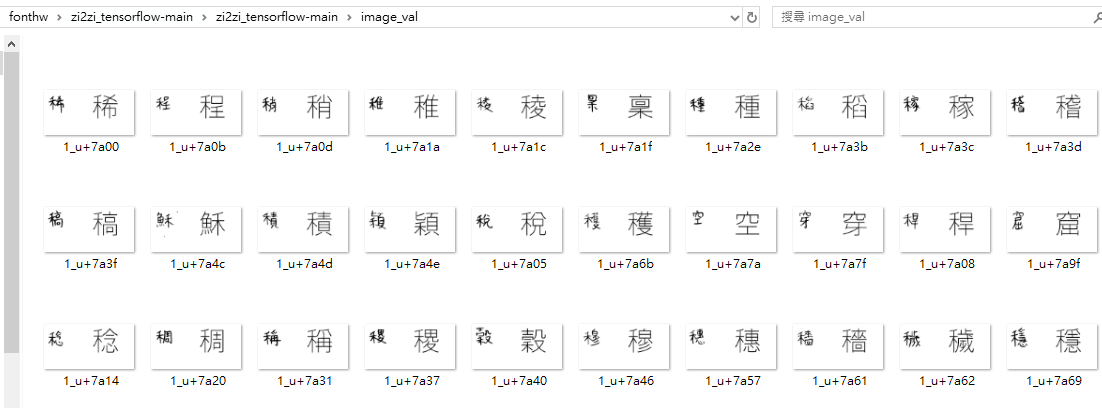 fonthw > zi2zi_tensorflow-main > zi2zi_tensorflow-main > image_val
搜尋 image_val
稀 稀 程 程 稍 稍 稚 稚 稜 稜 稟 稟 種 種 稻 稻 稼 稼 稽 稽
1_u+7a00 1_u+7a0b 1_u+7a0d 1_u+7a1a 1_u+7a1c 1_u+7a1f 1_u+7a2e 1_u+7a3b 1_u+7a3c 1_u+7a3d
稿 稿 穌 穌 積 積 穎 穎 稅 稅 穫 穫 空 空 穿 穿 稈 稈 窟 窟
1_u+7a3f 1_u+7a4c 1_u+7a4d 1_u+7a4e 1_u+7a05 1_u+7a6b 1_u+7a7a 1_u+7a7f 1_u+7a08 1_u+7a9f
稔 稔 稠 稠 稱 稱 稷 稷 穀 穀 穆 穆 穗 穗 穡 穡 穢 穢 穩 穩
1_u+7a14 1_u+7a20 1_u+7a31 1_u+7a37 1_u+7a40 1_u+7a46 1_u+7a57 1_u+7a61 1_u+7a62 1_u+7a69